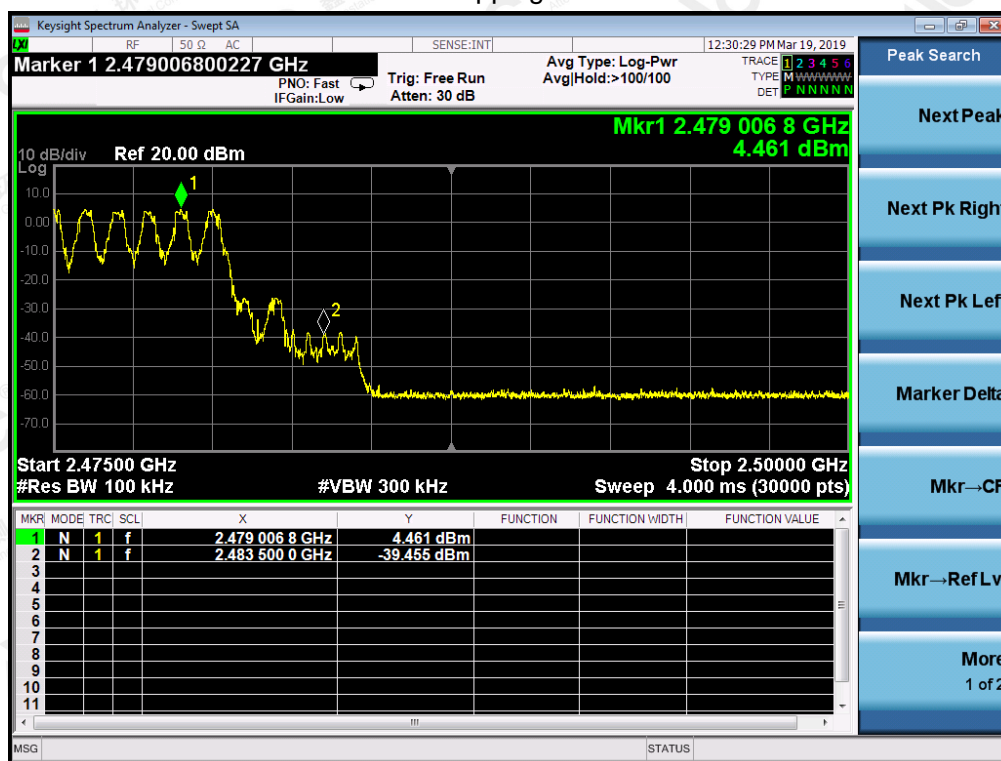 Keysight Spectrum Analyzer - Swept SA
LXI RF 50 Ω AC SENSE:INT 12:30:29 PM Mar 19, 2019
Marker 1 2.479006800227 GHz
PNO: Fast
IFGain:Low
Trig: Free Run
Atten: 30 dB
Avg Type: Log-Pwr
Avg|Hold:>100/100
TRACE 1 2 3 4 5 6
TYPE M WWWWW
DET P N N N N N
Peak Search
Mkr1 2.479 006 8 GHz
4.461 dBm
10 dB/div Ref 20.00 dBm
Log
10.0
0.00
-10.0
-20.0
-30.0
-40.0
-50.0
-60.0
-70.0
1
2
Start 2.47500 GHz Stop 2.50000 GHz
#Res BW 100 kHz #VBW 300 kHz Sweep 4.000 ms (30000 pts)
MKR MODE TRC SCL X Y FUNCTION FUNCTION WIDTH FUNCTION VALUE
1 N 1 f 2.479 006 8 GHz 4.461 dBm
2 N 1 f 2.483 500 0 GHz -39.455 dBm
3
4
5
6
7
8
9
10
11
MSG STATUS
Next Peak
Next Pk Right
Next Pk Left
Marker Delta
Mkr→CF
Mkr→Ref Lv
More
1 of 2